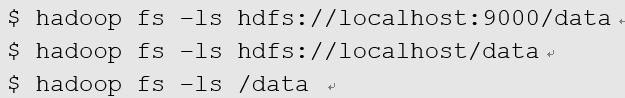 $ hadoop fs –ls hdfs://localhost:9000/data
$ hadoop fs –ls hdfs://localhost/data
$ hadoop fs –ls /data